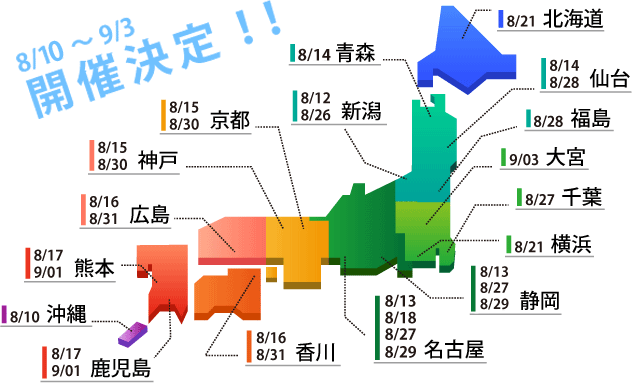 8/10 ~ 9/3
開催決定!!
8/21 北海道
8/14 青森
8/14
8/28 仙台
8/12
8/26 新潟
8/28 福島
8/15
8/30 京都
9/03 大宮
8/15
8/30 神戸
8/27 千葉
8/16
8/31 広島
8/21 横浜
8/17
9/01 熊本
8/13
8/27
8/29 静岡
8/10 沖縄
8/13
8/18
8/27
8/29 名古屋
8/16
8/31 香川
8/17
9/01 鹿児島